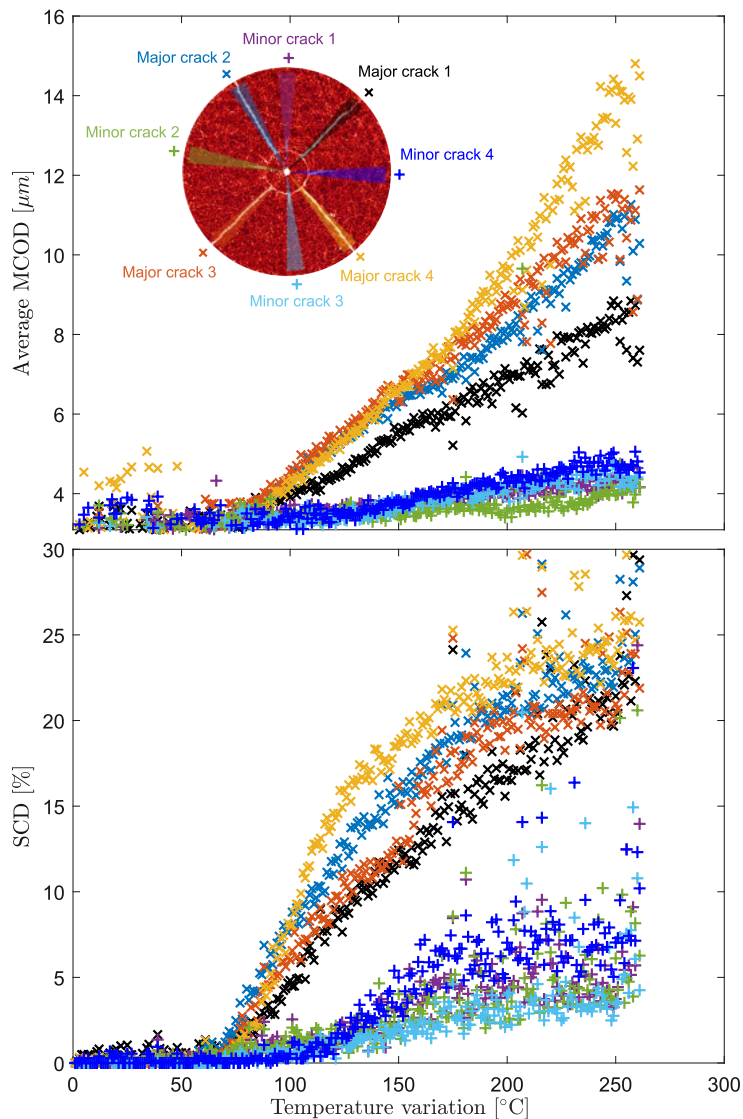 16
14
12
10
8
6
4
Average MCOD [μm]
Minor crack 1
Major crack 2
Major crack 1
Minor crack 2
Minor crack 4
Major crack 3
Major crack 4
Minor crack 3
30
25
20
15
10
5
0
SCD [%]
0 50 100 150 200 250 300
Temperature variation [°C]